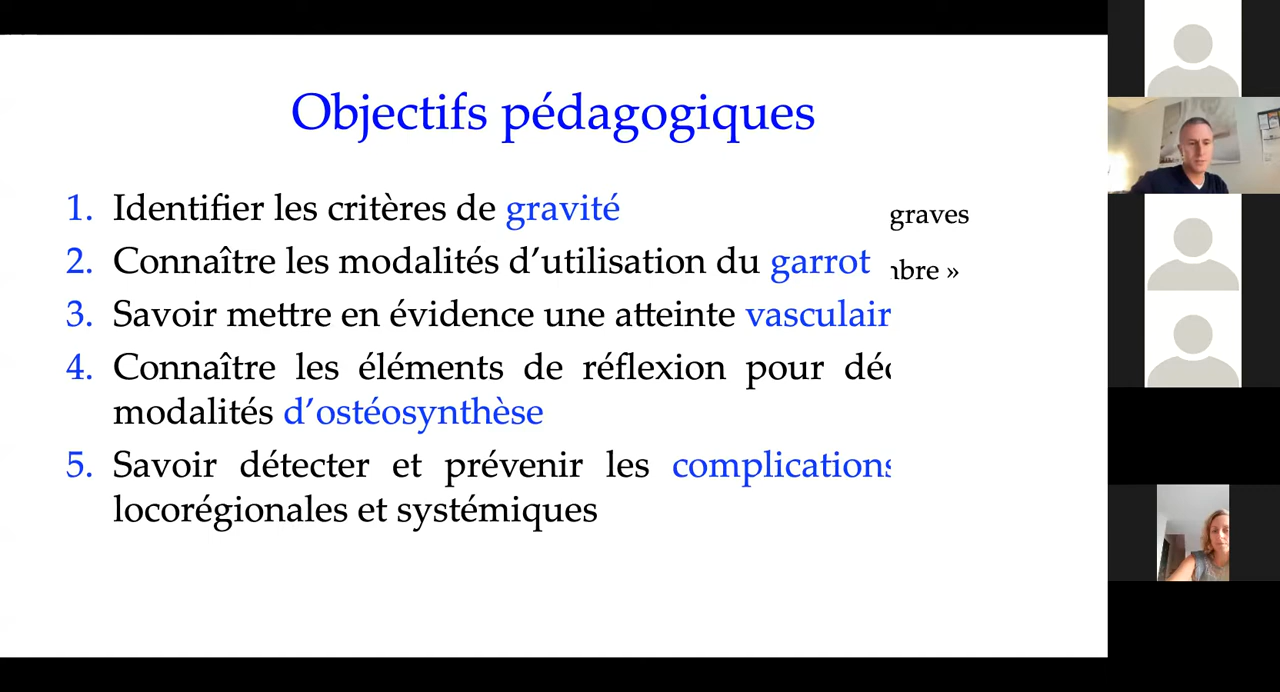 Objectifs pédagogiques
1. Identifier les critères de gravité
graves
2. Connaître les modalités d’utilisation du garrot
»
3. Savoir mettre en évidence une atteinte
4. Connaître les éléments de réflexion pour
modalités d’ostéosynthèse
5. Savoir détecter et prévenir les complications
locorégionales et systémiques